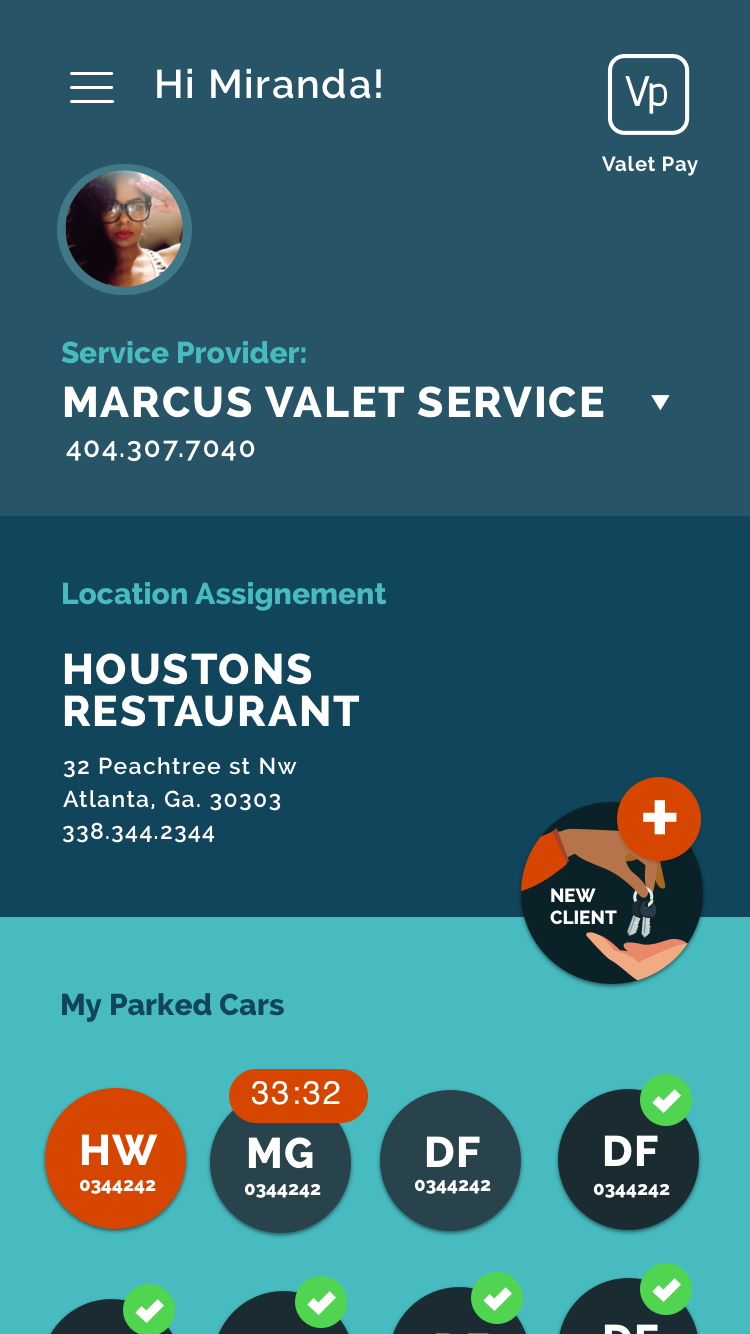 Hi Miranda!
Vp
Valet Pay
Service Provider:
MARCUS VALET SERVICE
404.307.7040
Location Assignement
HOUSTONS
RESTAURANT
32 Peachtree st Nw
Atlanta, Ga. 30303
338.344.2344
NEW
CLIENT
My Parked Cars
33:32
HW
0344242
MG
0344242
DF
0344242
DF
0344242